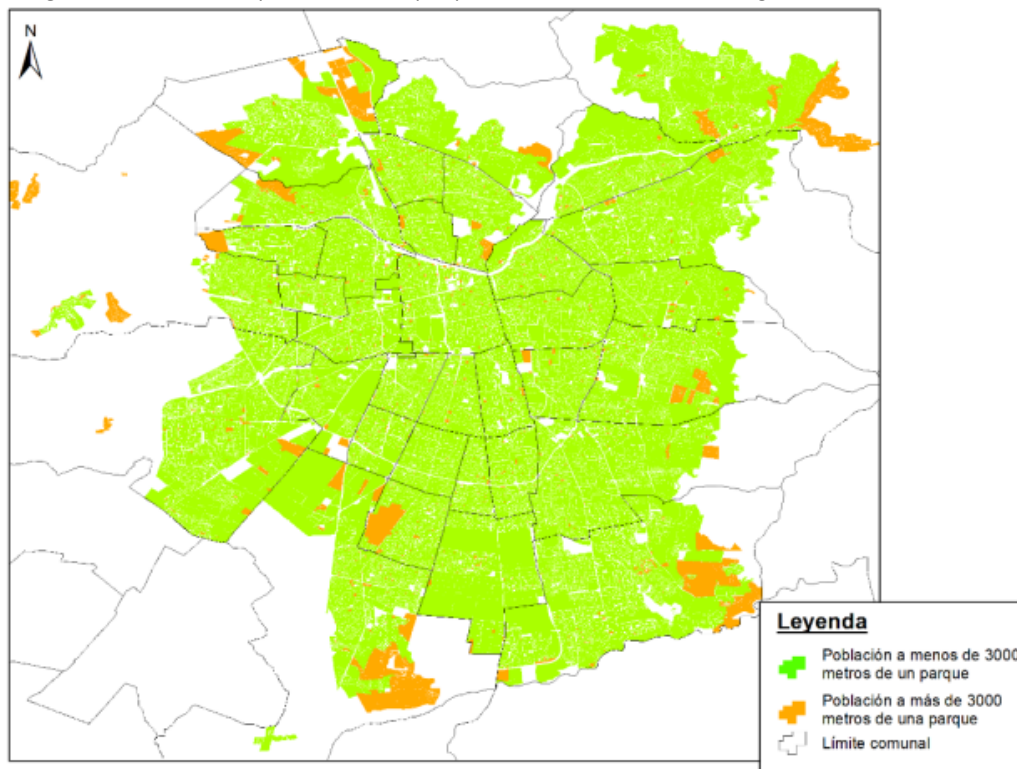 N
Leyenda
Población a menos de 3000
metros de un parque
Población a más de 3000
metros de una parque
Límite comunal